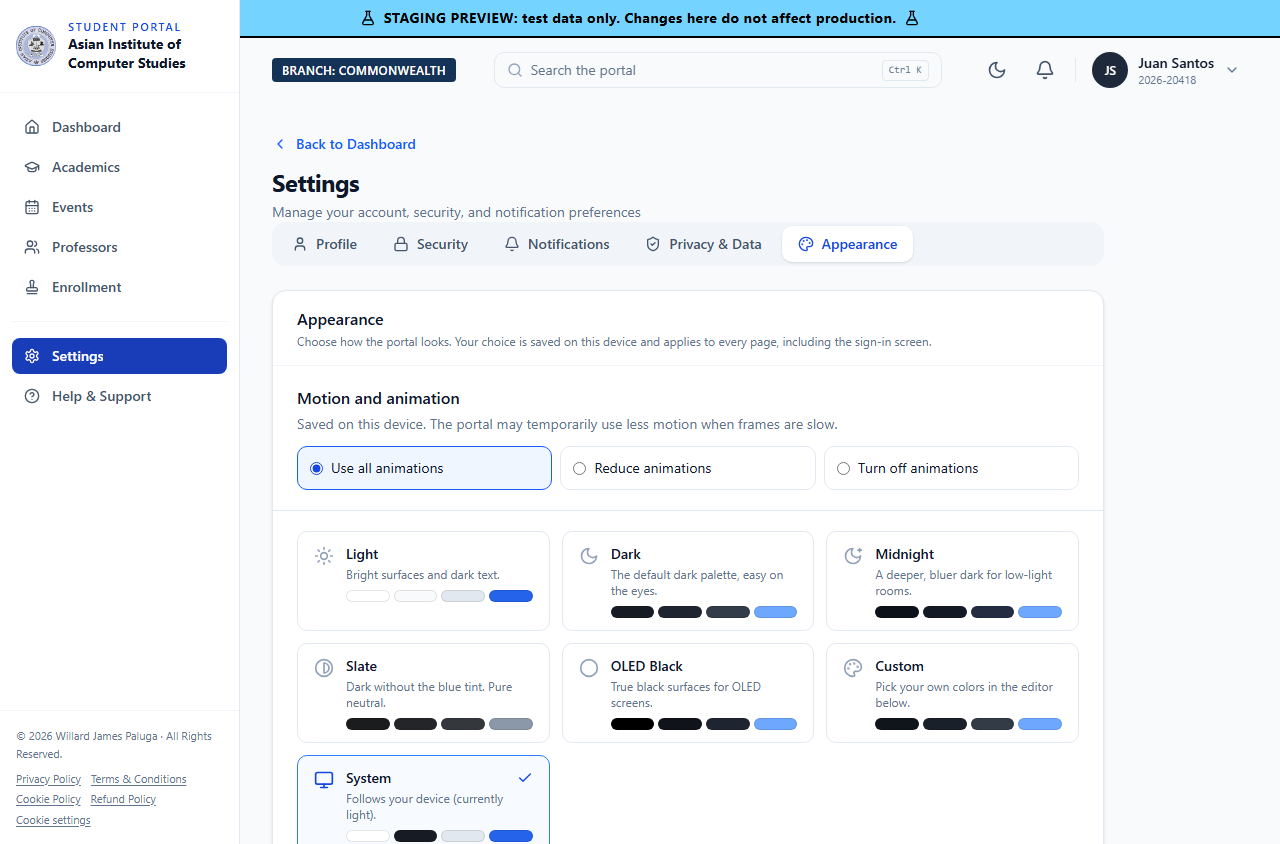 STUDENT PORTAL
Asian Institute of
Computer Studies
Dashboard
Academics
Events
Professors
Enrollment
Settings
Help & Support
© 2026 Willard James Paluga · All Rights
Reserved.
Privacy Policy Terms & Conditions
Cookie Policy Refund Policy
Cookie settings
STAGING PREVIEW: test data only. Changes here do not affect production.
BRANCH: COMMONWEALTH
Search the portal
Ctrl K
JS
Juan Santos
2026-20418
Back to Dashboard
Settings
Manage your account, security, and notification preferences
Profile Security Notifications Privacy & Data Appearance
Appearance
Choose how the portal looks. Your choice is saved on this device and applies to every page, including the sign-in screen.
Motion and animation
Saved on this device. The portal may temporarily use less motion when frames are slow.
Use all animations Reduce animations Turn off animations
Light
Bright surfaces and dark text.
Dark
The default dark palette, easy on
the eyes.
Midnight
A deeper, bluer dark for low-light
rooms.
Slate
Dark without the blue tint. Pure
neutral.
OLED Black
True black surfaces for OLED
screens.
Custom
Pick your own colors in the editor
below.
System
Follows your device (currently
light).